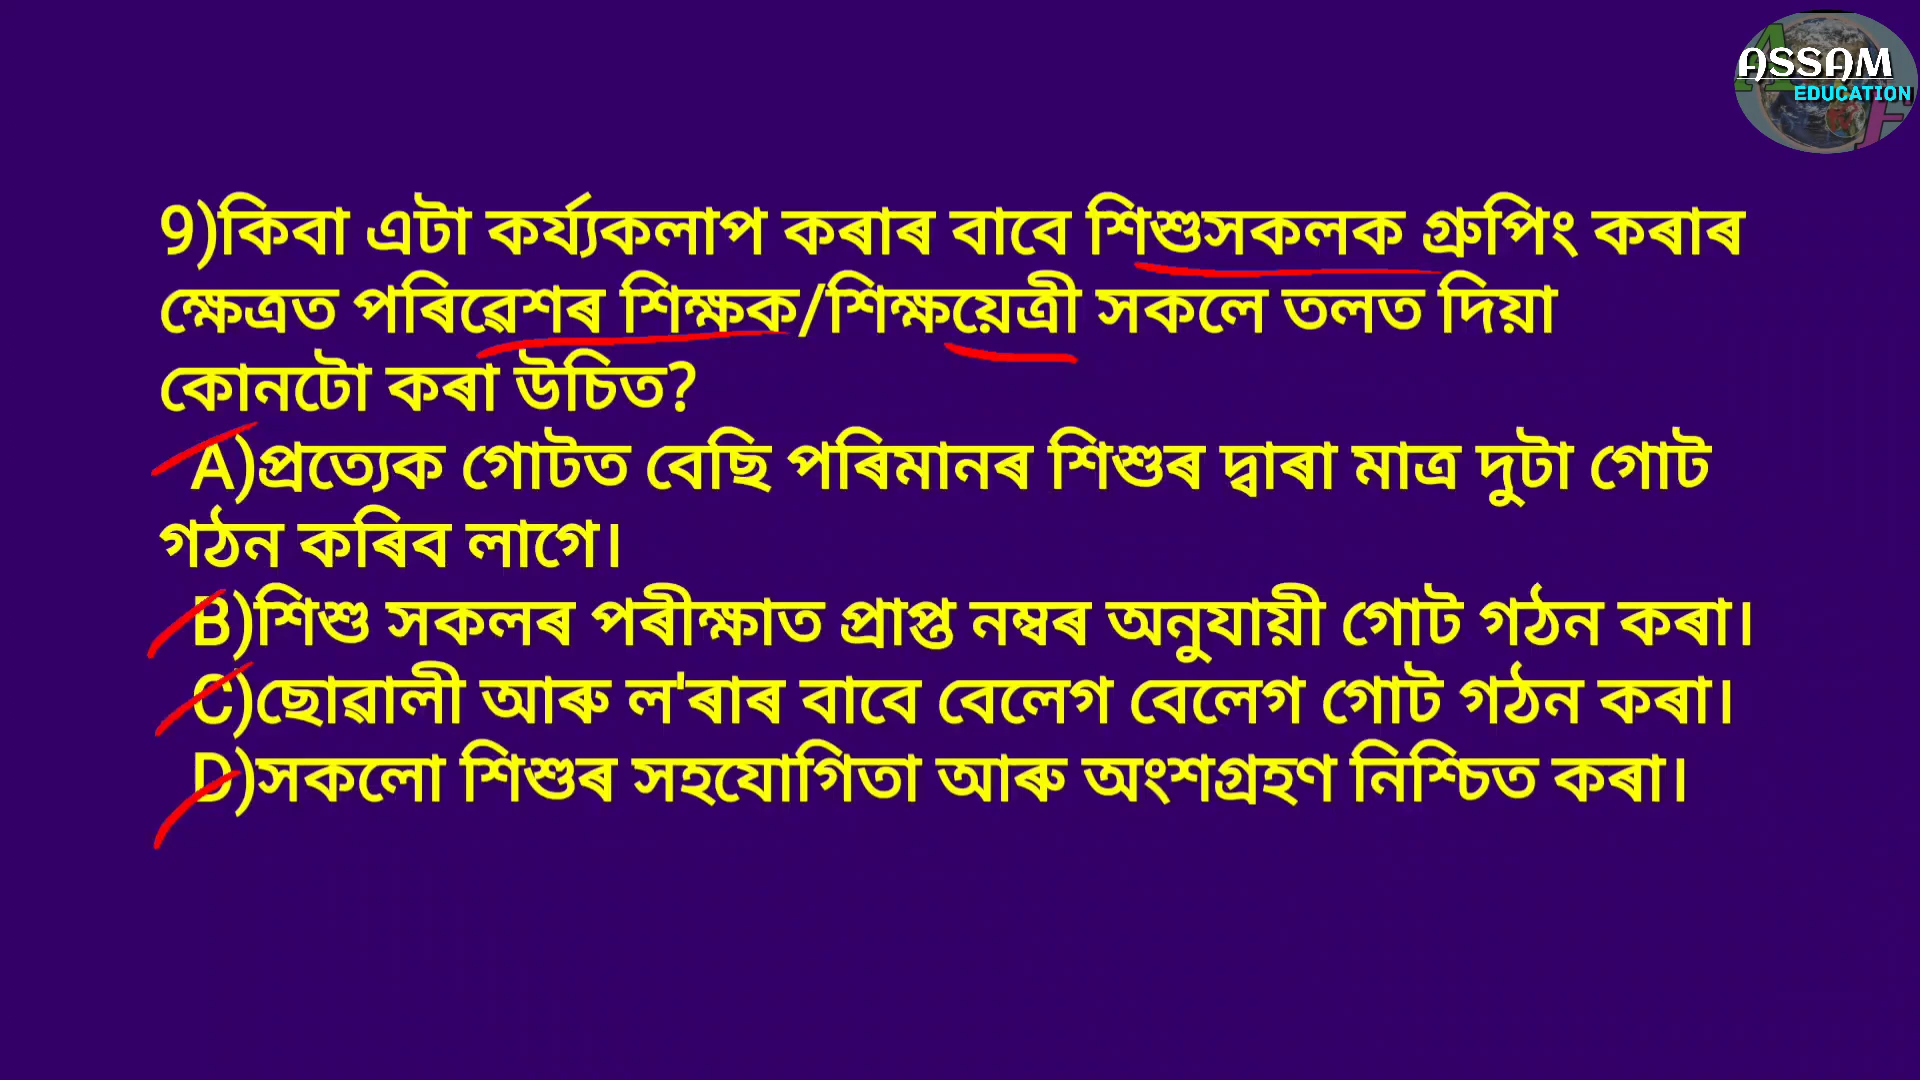 ASSAM
EDUCATION
9)কিবা এটা কৰ্য্যকলাপ কৰাৰ বাবে শিশুসকলক গ্ৰুপিং কৰাৰ
ক্ষেত্ৰত পৰিৱেশৰ শিক্ষক/শিক্ষয়েত্ৰী সকলে তলত দিয়া
কোনটো কৰা উচিত?
A)প্ৰত্যেক গোটত বেছি পৰিমানৰ শিশুৰ দ্বাৰা মাত্ৰ দুটা গোট
গঠন কৰিব লাগে।
B)শিশু সকলৰ পৰীক্ষাত প্ৰাপ্ত নম্বৰ অনুযায়ী গোট গঠন কৰা।
C)ছোৱালী আৰু ল'ৰাৰ বাবে বেলেগ বেলেগ গোট গঠন কৰা।
D)সকলো শিশুৰ সহযোগিতা আৰু অংশগ্ৰহণ নিশ্চিত কৰা।